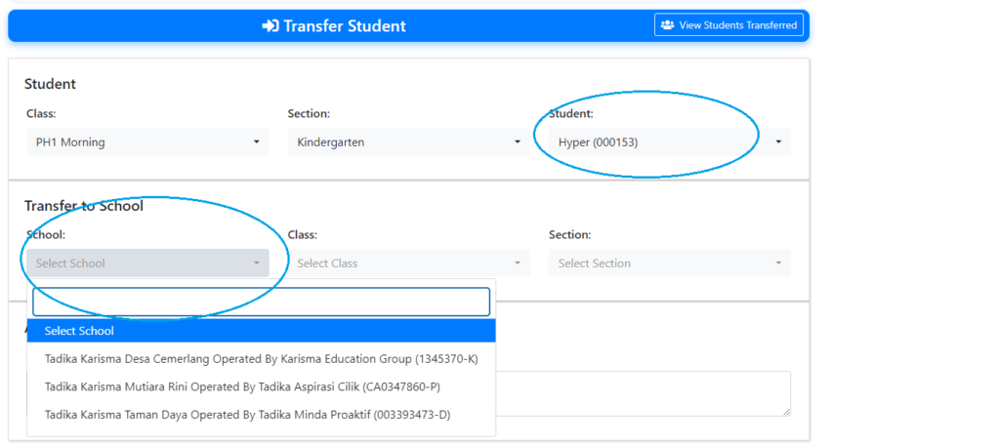 Transfer Student
View Students Transferred
Student
Class:
Section:
Student:
PH1 Morning
Kindergarten
Hyper (000153)
Transfer to School
School:
Class:
Section:
Select School
Select Class
Select Section
Select School
Tadika Karisma Desa Cemerlang Operated By Karisma Education Group (1345370-K)
Tadika Karisma Mutiara Rini Operated By Tadika Aspirasi Cilik (CA0347860-P)
Tadika Karisma Taman Daya Operated By Tadika Minda Proaktif (003393473-D)